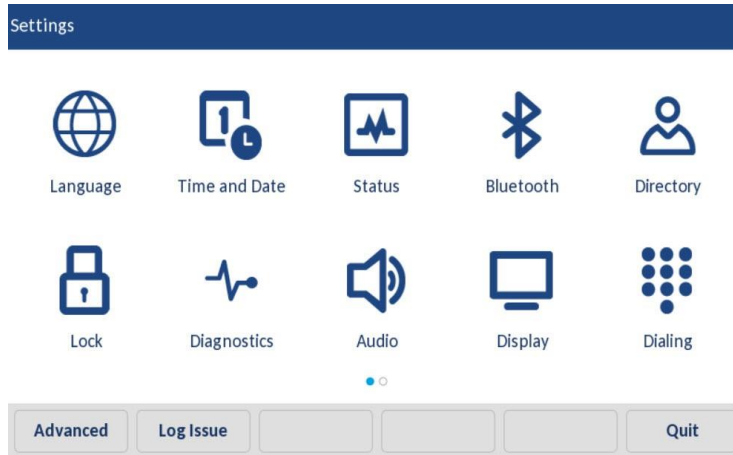 Settings
Language Time and Date Status Bluetooth Directory
Lock Diagnostics Audio Display Dialing
Advanced Log Issue Quit